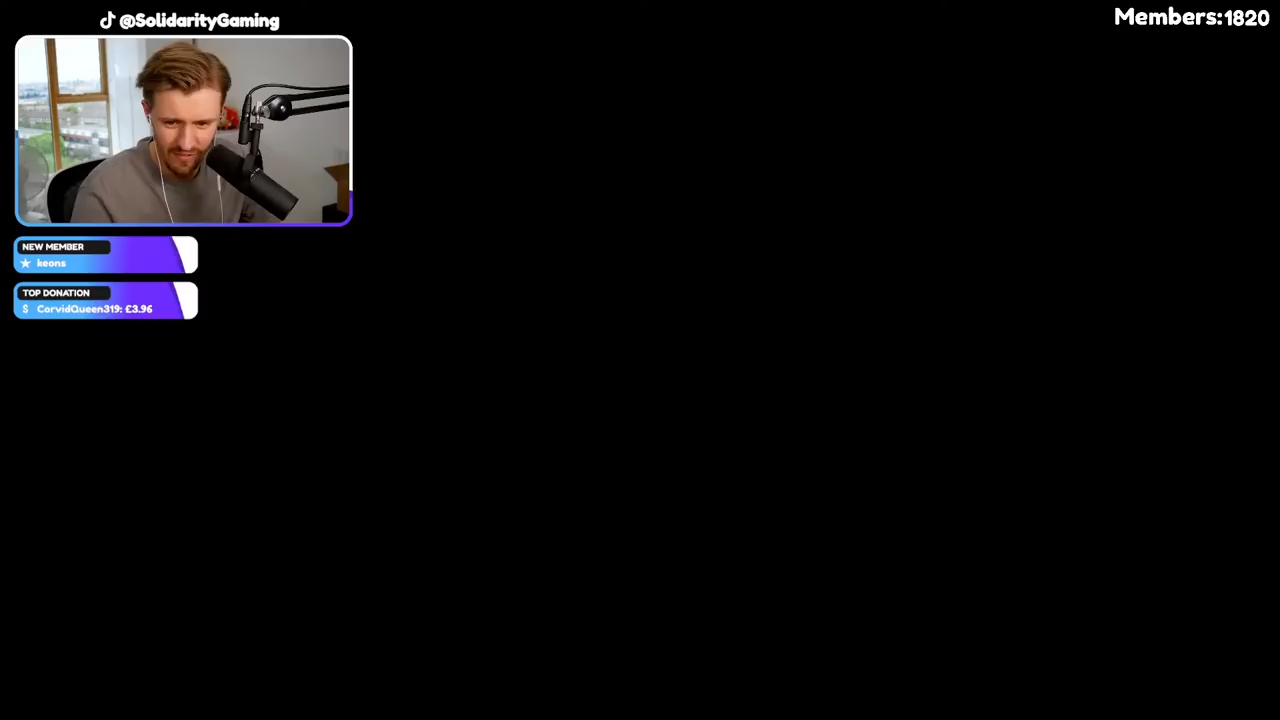 @SolidarityGaming
Members:1820
NEW MEMBER
keons
TOP DONATION
$ CorvidQueen319: £3.96